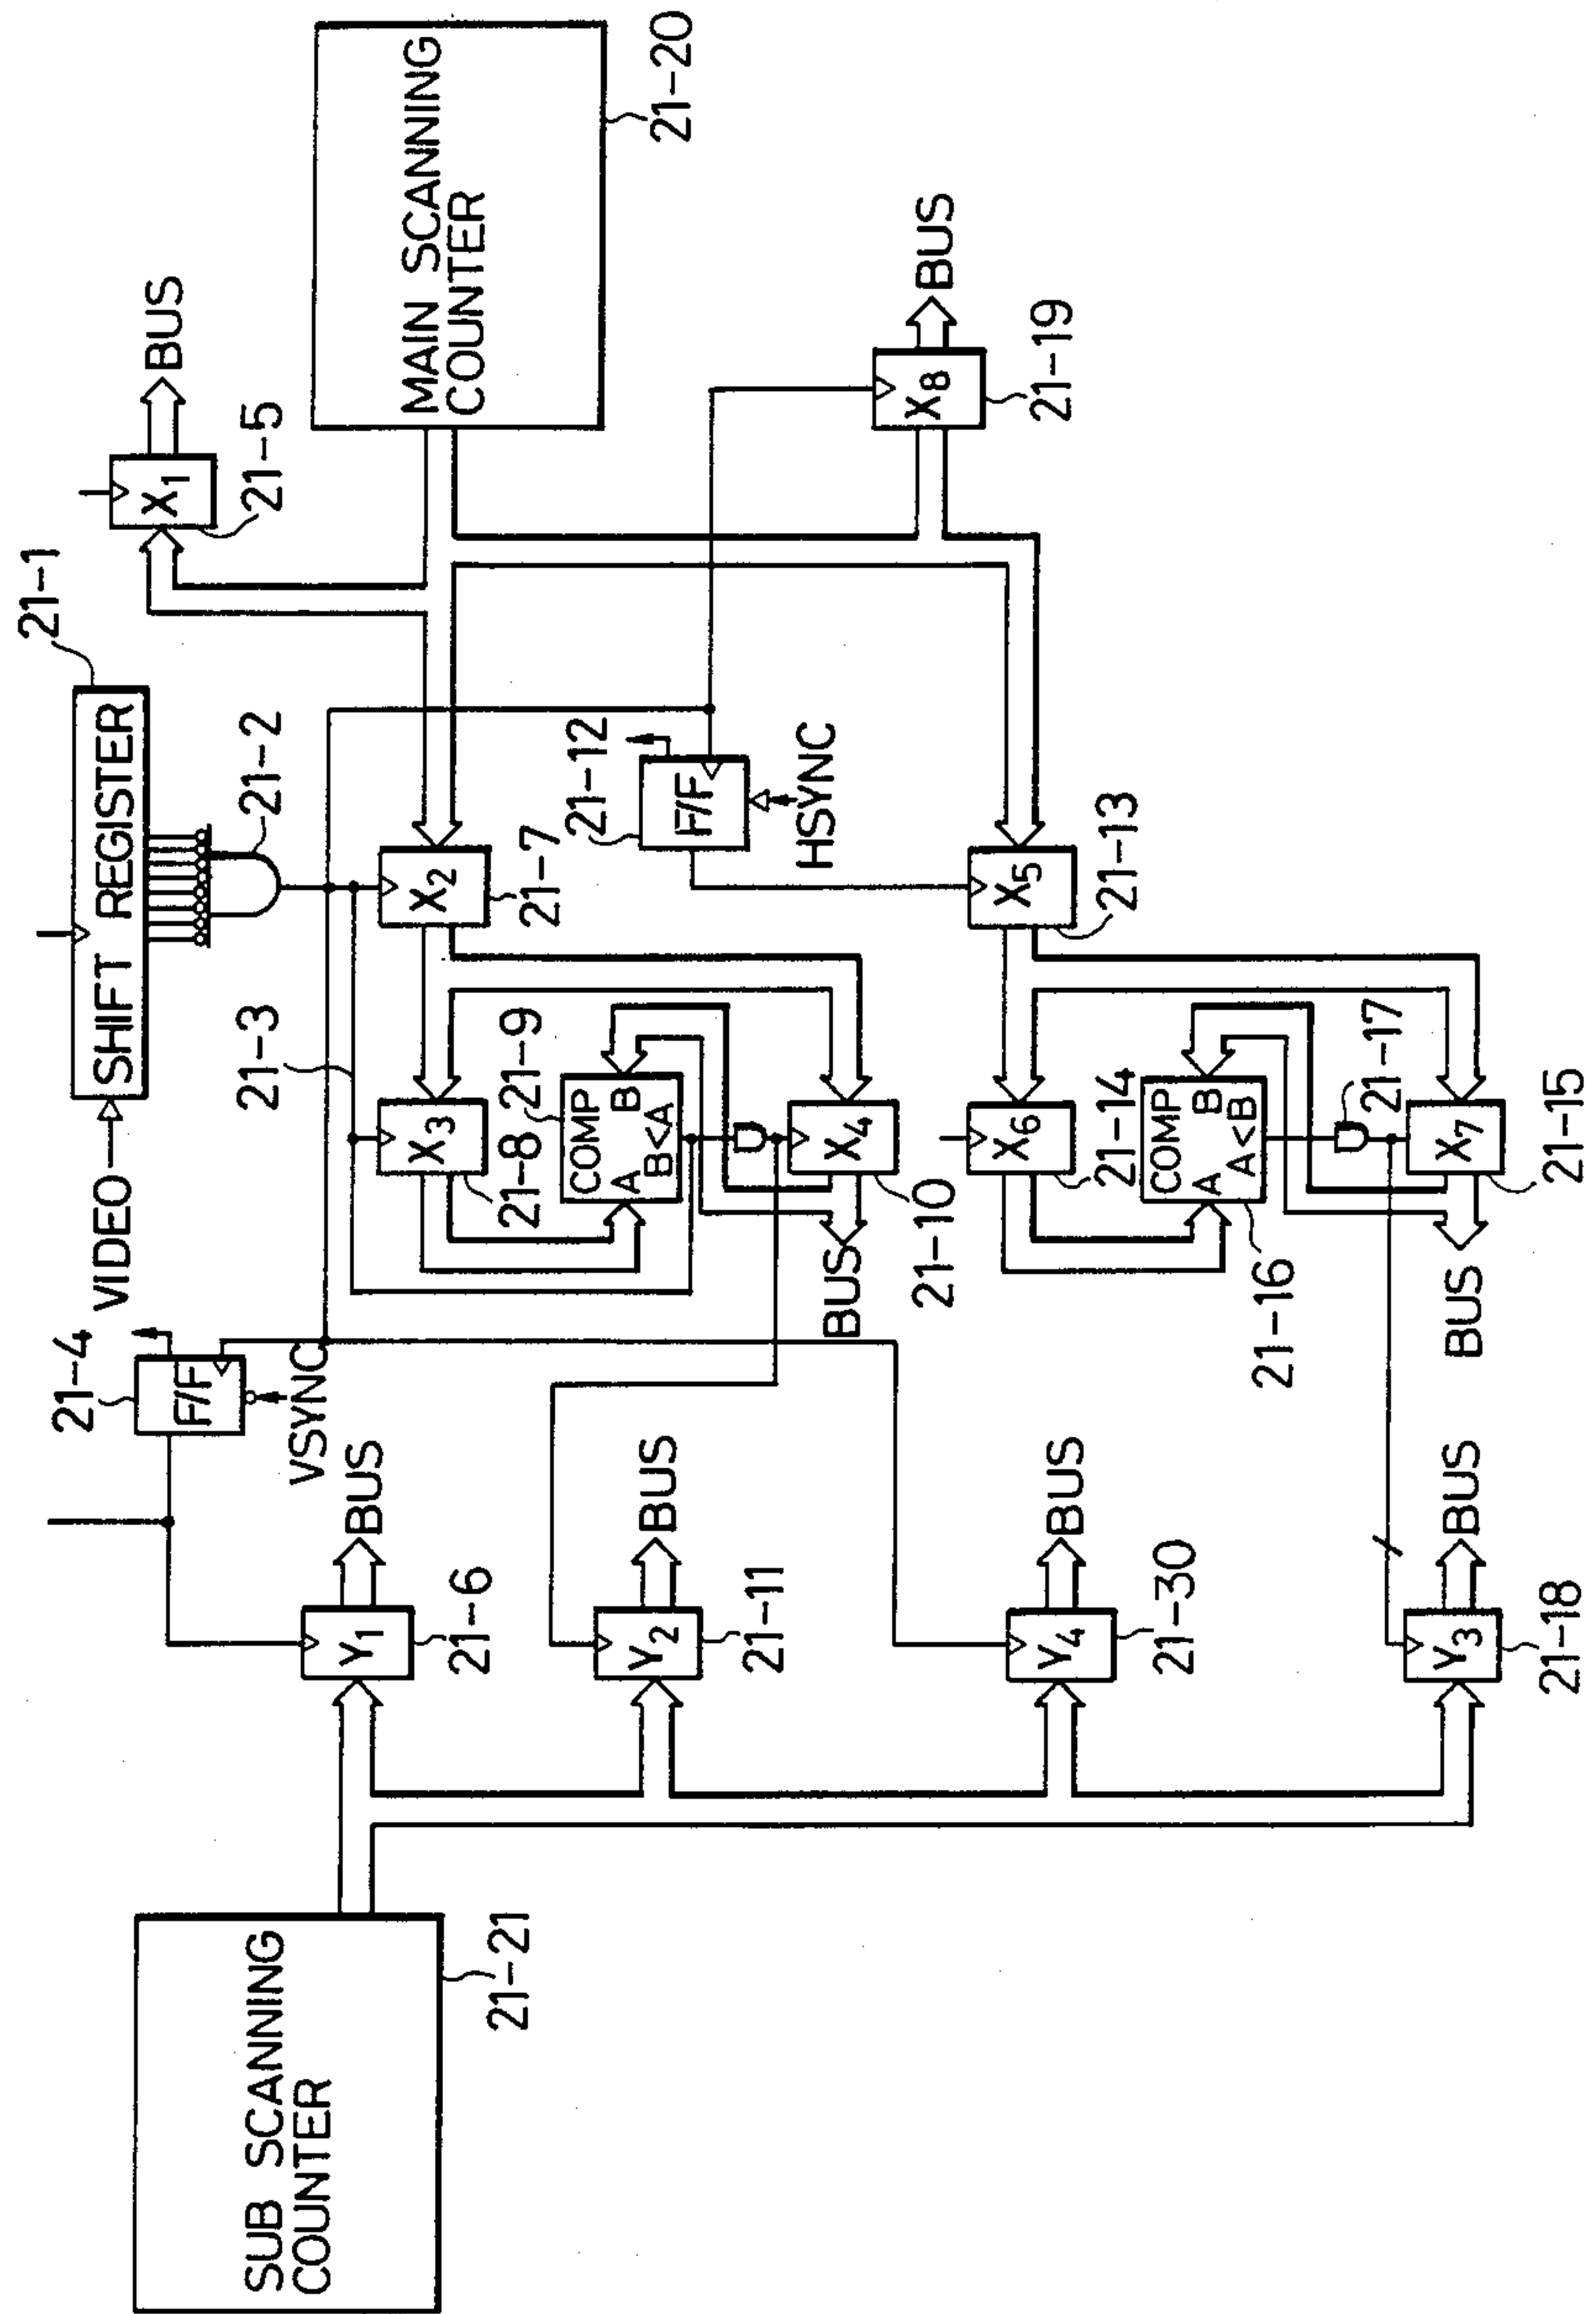 SUB SCANNING
COUNTER
21-21
MAIN SCANNING
COUNTER
21-20
VIDEO
SHIFT REGISTER
21-1
21-2
21-3
21-4
F/F
VSYNC
X1
21-5
BUS
Y1
21-6
BUS
X2
21-7
X3
21-8
COMP
A
B
B<A
21-9
X4
21-10
BUS
Y2
21-11
BUS
F/F
21-12
HSYNC
X5
21-13
X6
21-14
COMP
A
B
A<B
21-16
21-17
X7
21-15
BUS
Y4
21-30
BUS
Y3
21-18
BUS
X8
21-19
BUS